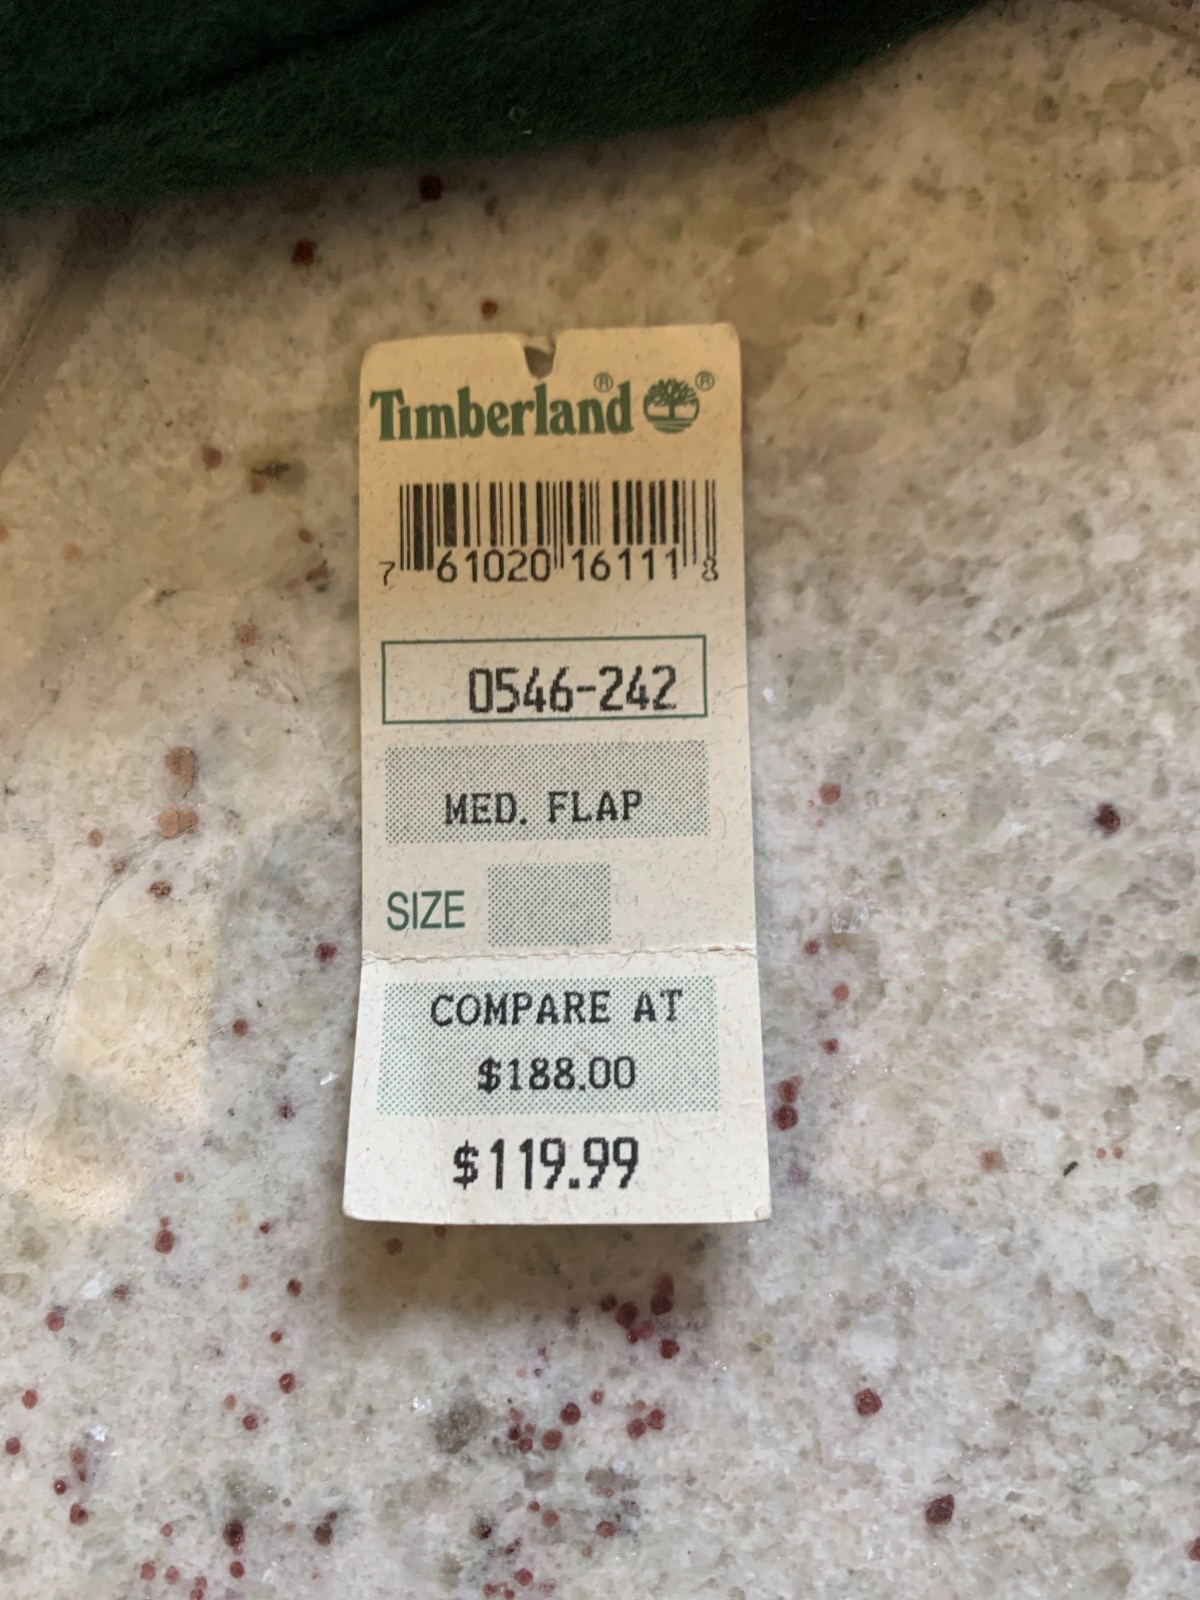 Timberland® ®
7 61020 16111 8
0546-242
MED. FLAP
SIZE
COMPARE AT
$188.00
$119.99